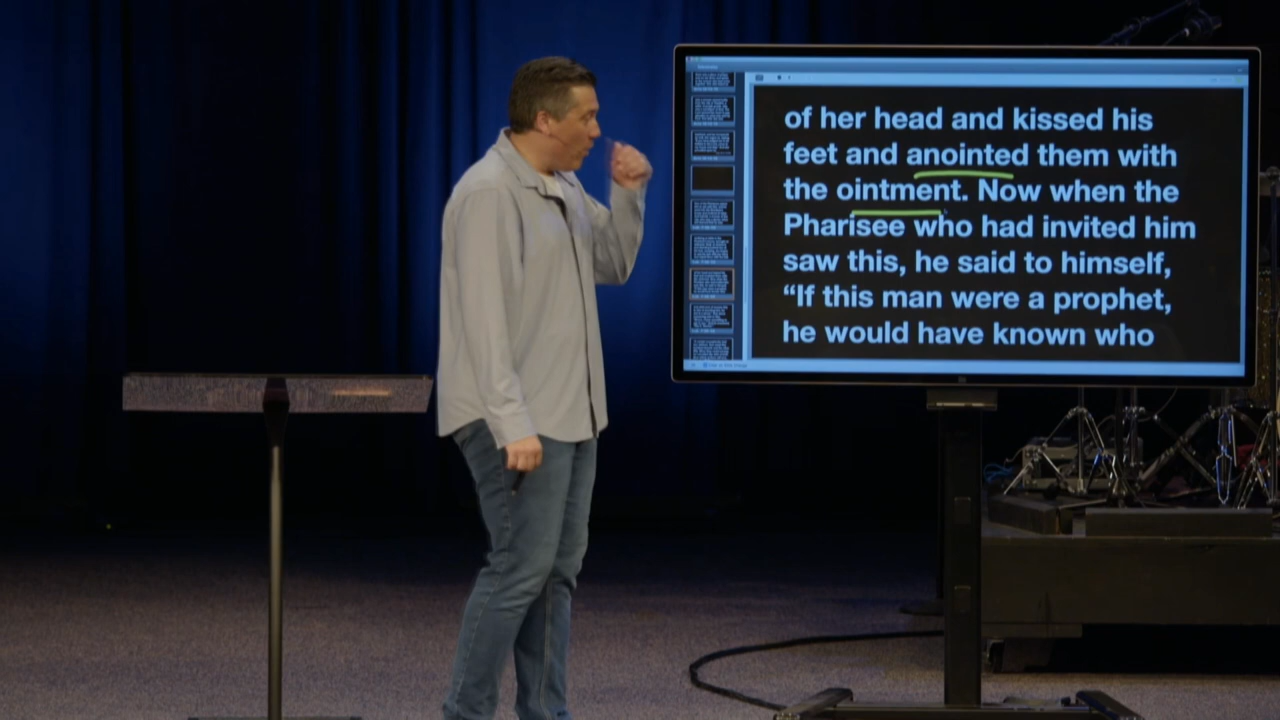 of her head and kissed his
feet and anointed them with
the ointment. Now when the
Pharisee who had invited him
saw this, he said to himself,
“If this man were a prophet,
he would have known who